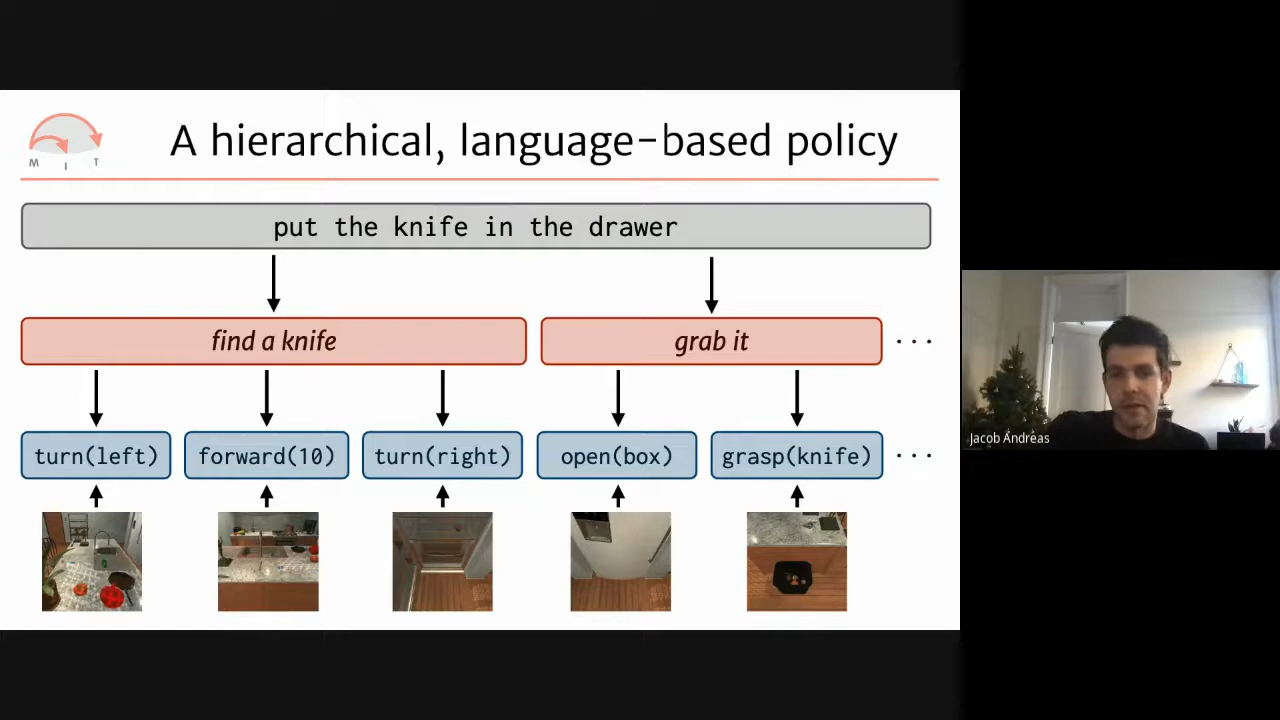 M I T
A hierarchical, language-based policy
put the knife in the drawer
find a knife
grab it
...
turn(left)
forward(10)
turn(right)
open(box)
grasp(knife)
...
Jacob Andreas